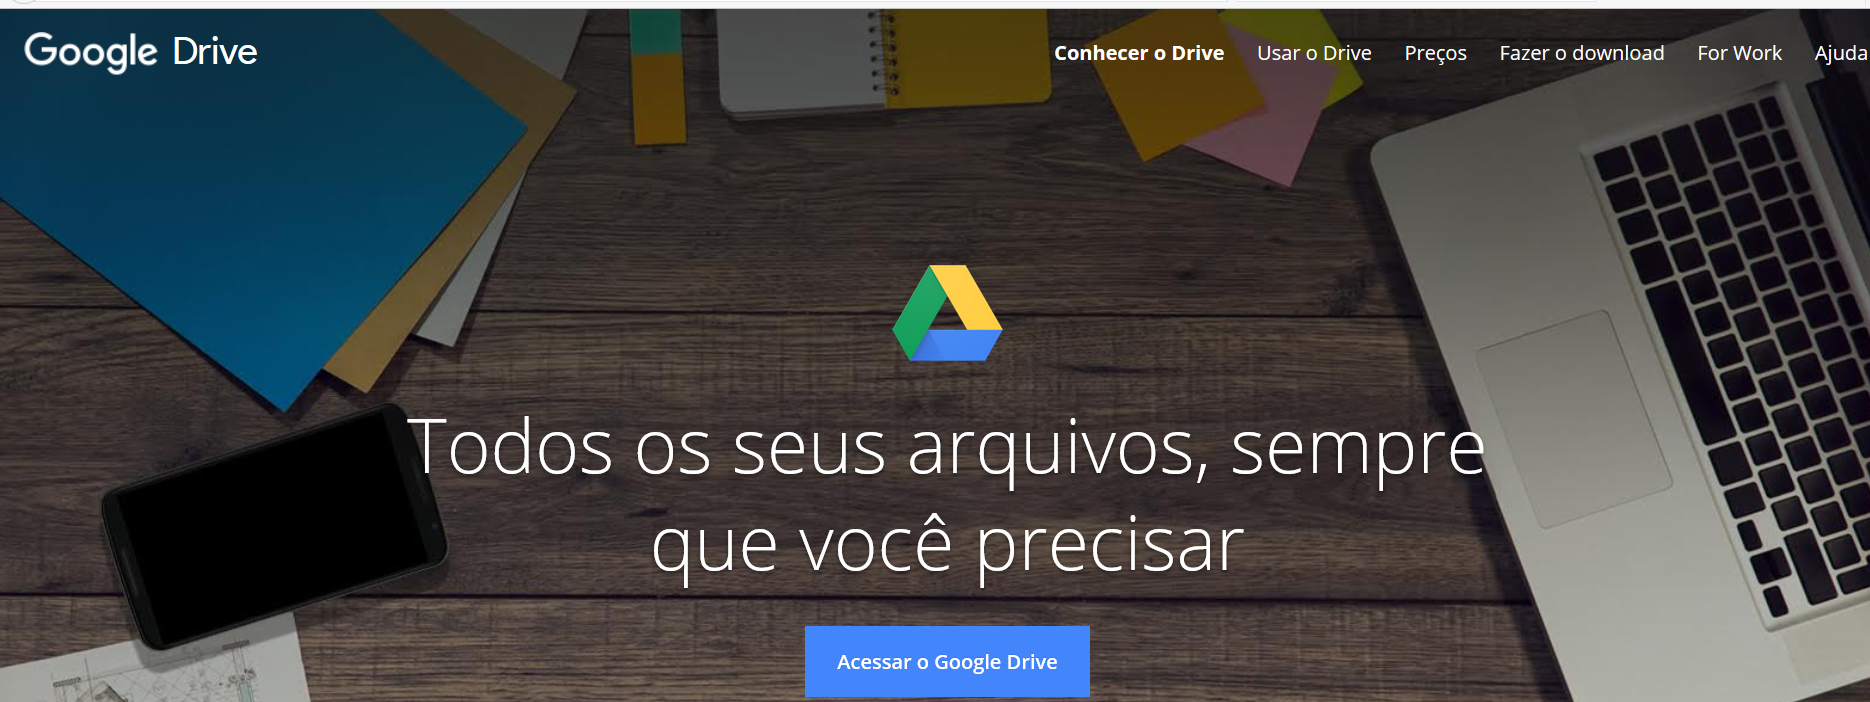 Google Drive
Conhecer o Drive Usar o Drive Preços Fazer o download For Work Ajuda
Todos os seus arquivos, sempre
que você precisar
Acessar o Google Drive